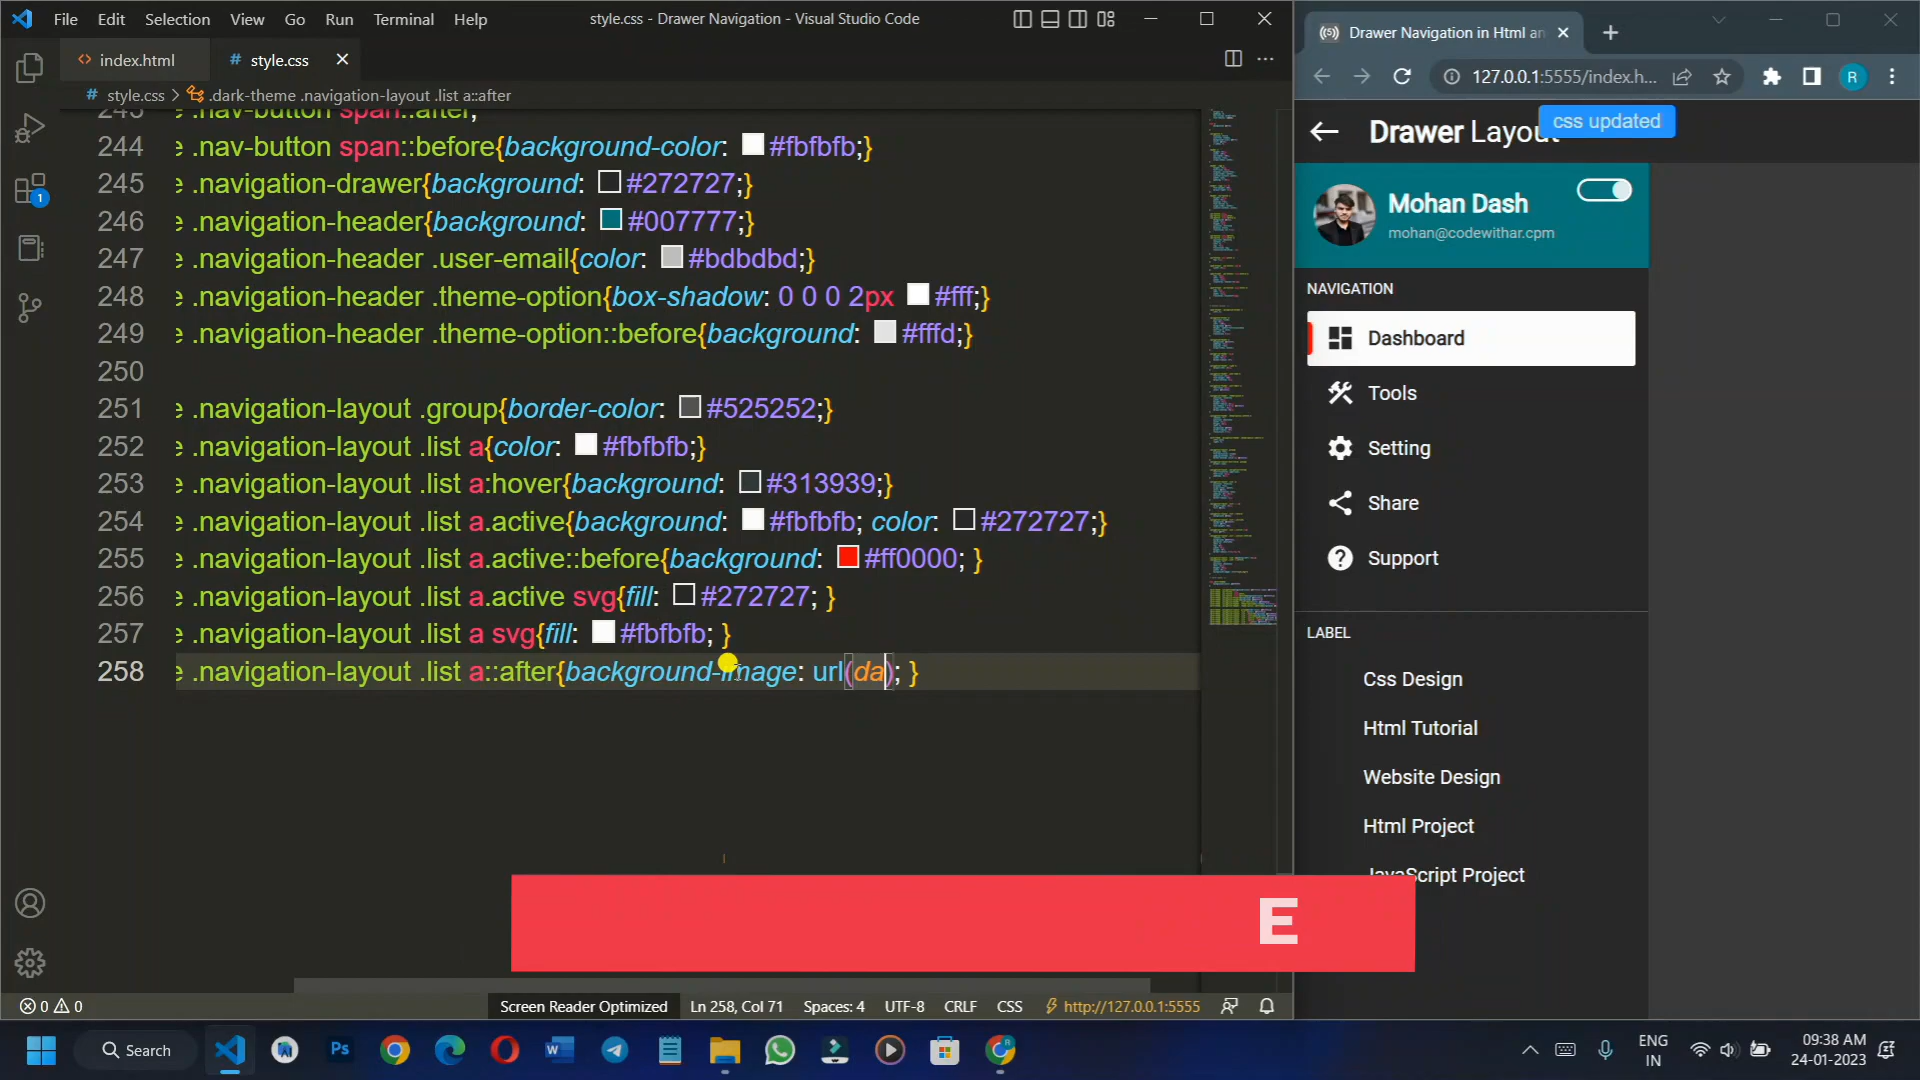 File Edit Selection View Go Run Terminal Help
style.css - Drawer Navigation - Visual Studio Code
index.html
# style.css
# style.css > .dark-theme .navigation-layout .list a::after
243 e .nav-button span::after,
244 e .nav-button span::before{background-color: #fbfbfb;}
245 e .navigation-drawer{background: #272727;}
246 e .navigation-header{background: #007777;}
247 e .navigation-header .user-email{color: #bdbdbd;}
248 e .navigation-header .theme-option{box-shadow: 0 0 0 2px #fff;}
249 e .navigation-header .theme-option::before{background: #fffd;}
250
251 e .navigation-layout .group{border-color: #525252;}
252 e .navigation-layout .list a{color: #fbfbfb;}
253 e .navigation-layout .list a:hover{background: #313939;}
254 e .navigation-layout .list a.active{background: #fbfbfb; color: #272727;}
255 e .navigation-layout .list a.active::before{background: #ff0000; }
256 e .navigation-layout .list a.active svg{fill: #272727; }
257 e .navigation-layout .list a svg{fill: #fbfbfb; }
258 e .navigation-layout .list a::after{background-image: url(da); }
1
E
0 0
Screen Reader Optimized Ln 258, Col 71 Spaces: 4 UTF-8 CRLF CSS http://127.0.0.1:5555
Drawer Navigation in Html an
127.0.0.1:5555/index.h...
R
css updated
Drawer Layout
Mohan Dash
mohan@codewithar.cpm
NAVIGATION
Dashboard
Tools
Setting
Share
Support
LABEL
Css Design
Html Tutorial
Website Design
Html Project
JavaScript Project
Search
Ps
ENG
IN
09:38 AM
24-01-2023